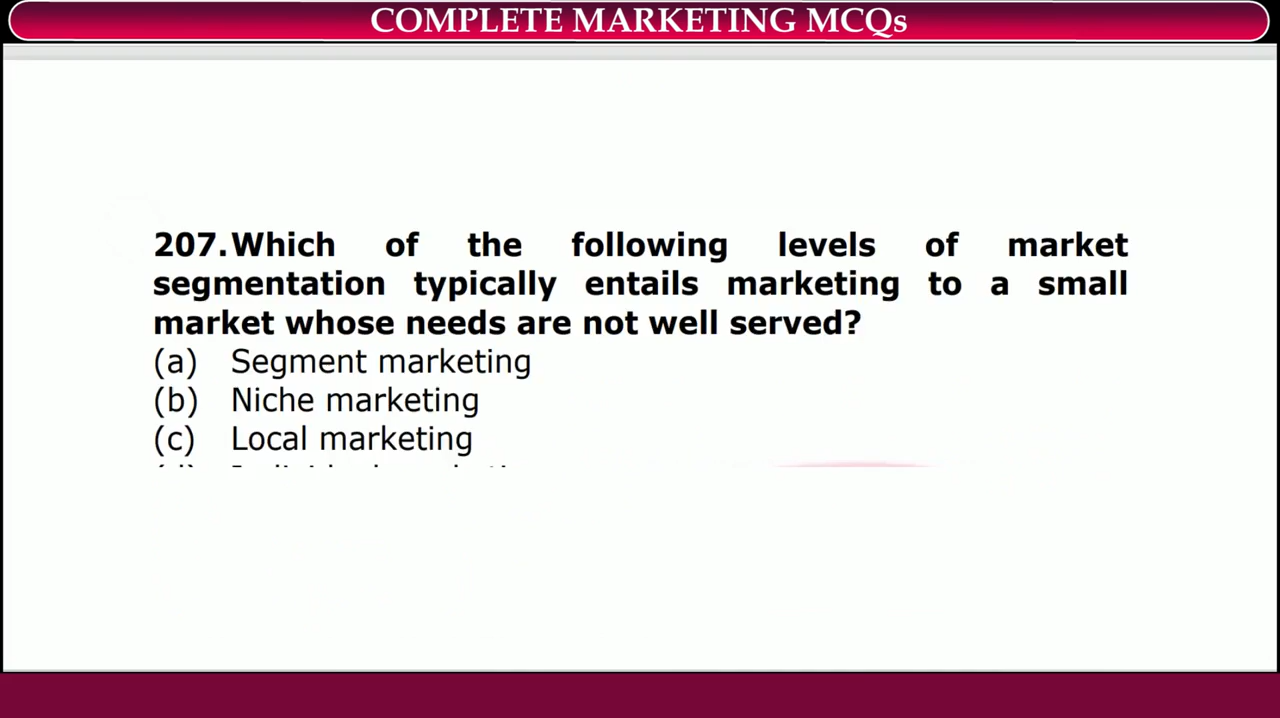 COMPLETE MARKETING MCQs
207. Which of the following levels of market
segmentation typically entails marketing to a small
market whose needs are not well served?
(a) Segment marketing
(b) Niche marketing
(c) Local marketing